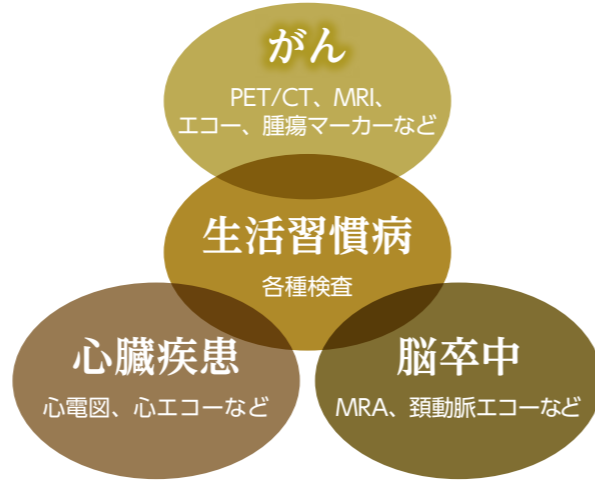 がん
PET/CT、MRI、
エコー、腫瘍マーカーなど
生活習慣病
各種検査
心臓疾患
心電図、心エコーなど
脳卒中
MRA、頚動脈エコーなど